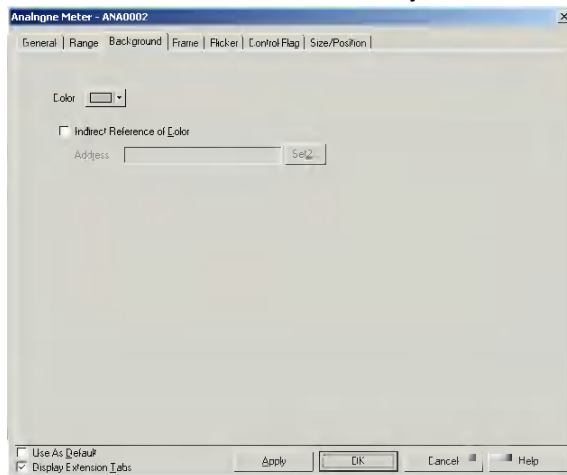 Analogne Meter - ANA0002
General Range Background Frame Flicker Control Flag Size/Position
Color
Indirect Reference of Color
Address Set2...
Use As Default
Display Extension Tabs
Apply OK Cancel Help